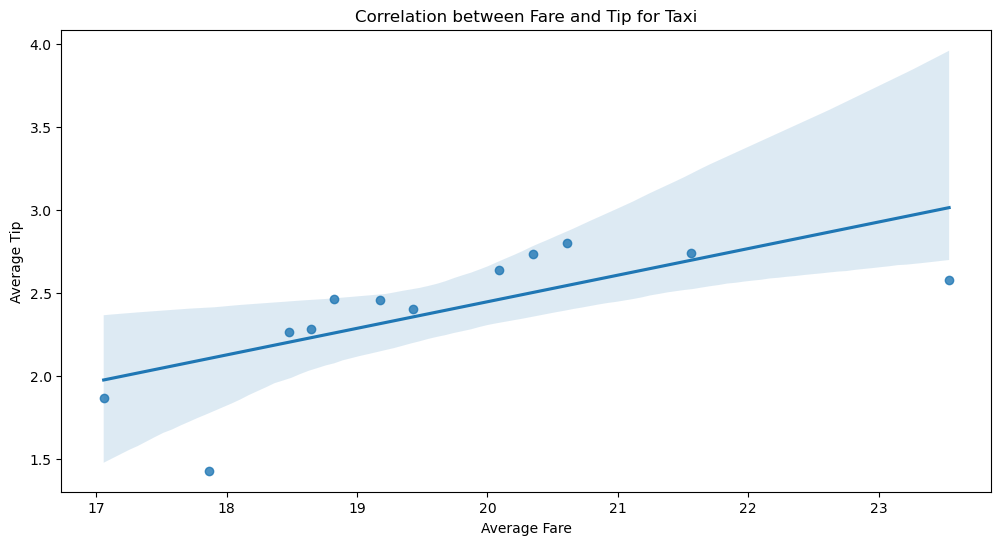 Correlation between Fare and Tip for Taxi
4.0
3.5
3.0
2.5
2.0
1.5
Average Tip
17 18 19 20 21 22 23
Average Fare